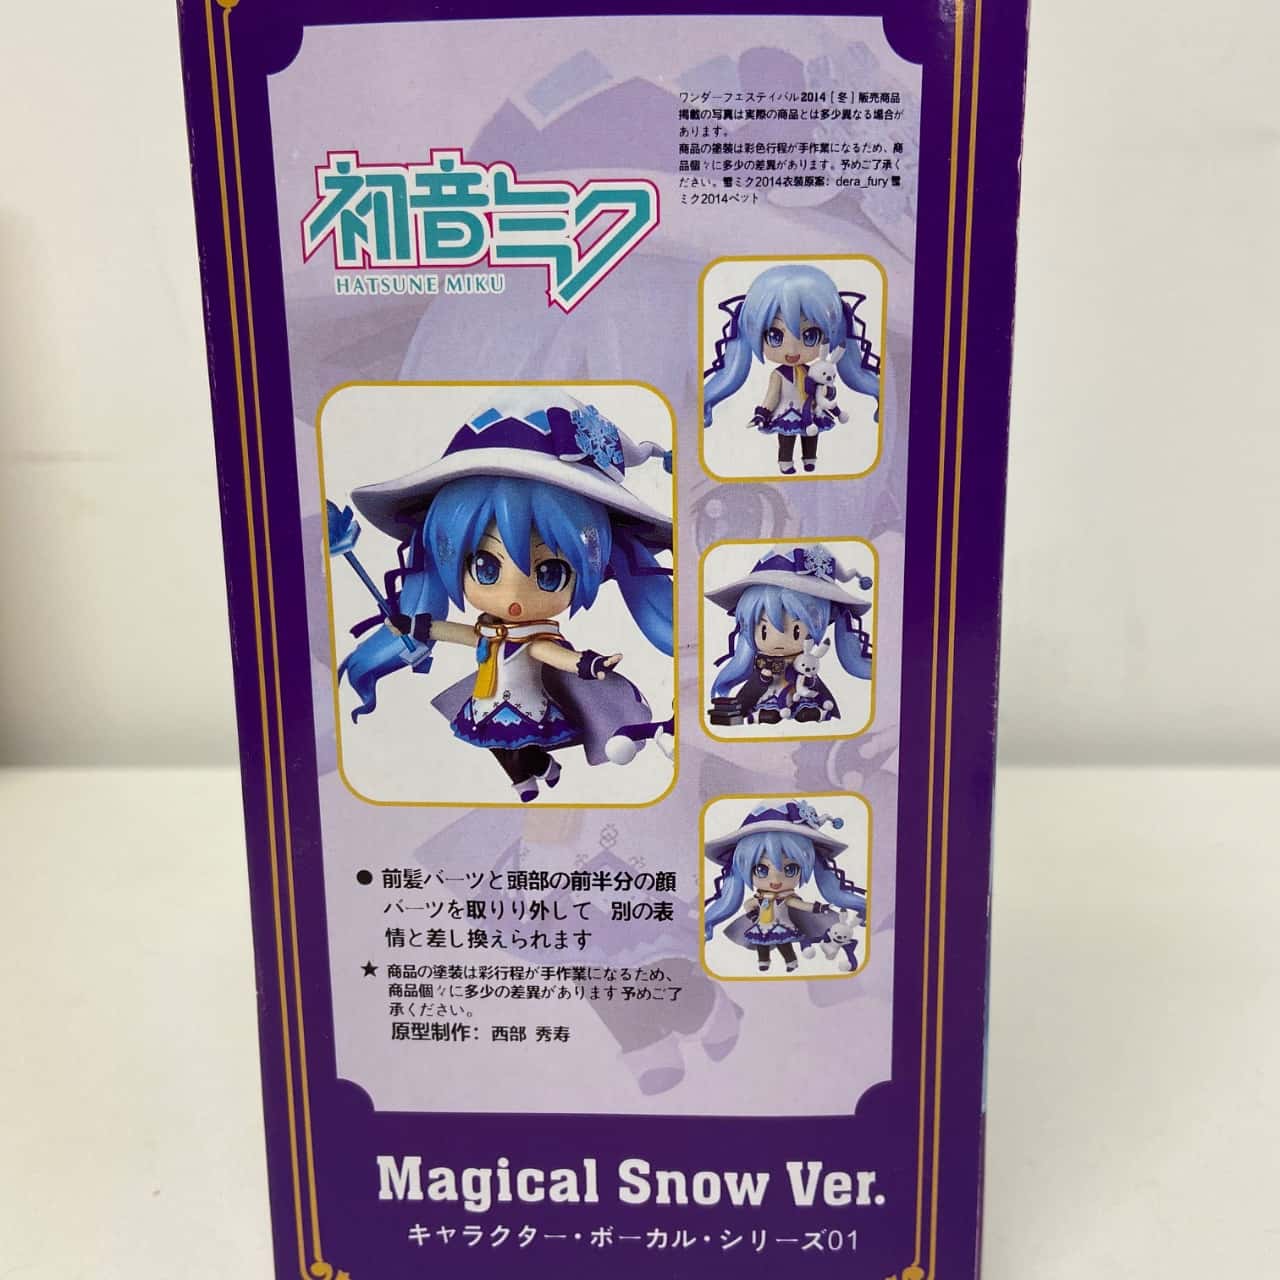 ワンダーフェスティバル2014［冬］販売商品
掲載の写真は実際の商品とは多少異なる場合が
あります。
商品の塗装は彩色行程が手作業になるため、商
品個々に多少の差異があります。予めご了承く
ださい。雪ミク2014衣装原案：dera_fury雪
ミク2014ペット
初音ミク
HATSUNE MIKU
● 前髪パーツと頭部の前半分の顔
パーツを取りり外して 別の表
情と差し換えられます
★ 商品の塗装は彩行程が手作業になるため、
商品個々に多少の差異があります予めご了
承ください。
原型制作：西部 秀寿
Magical Snow Ver.
キャラクター・ボーカル・シリーズ01